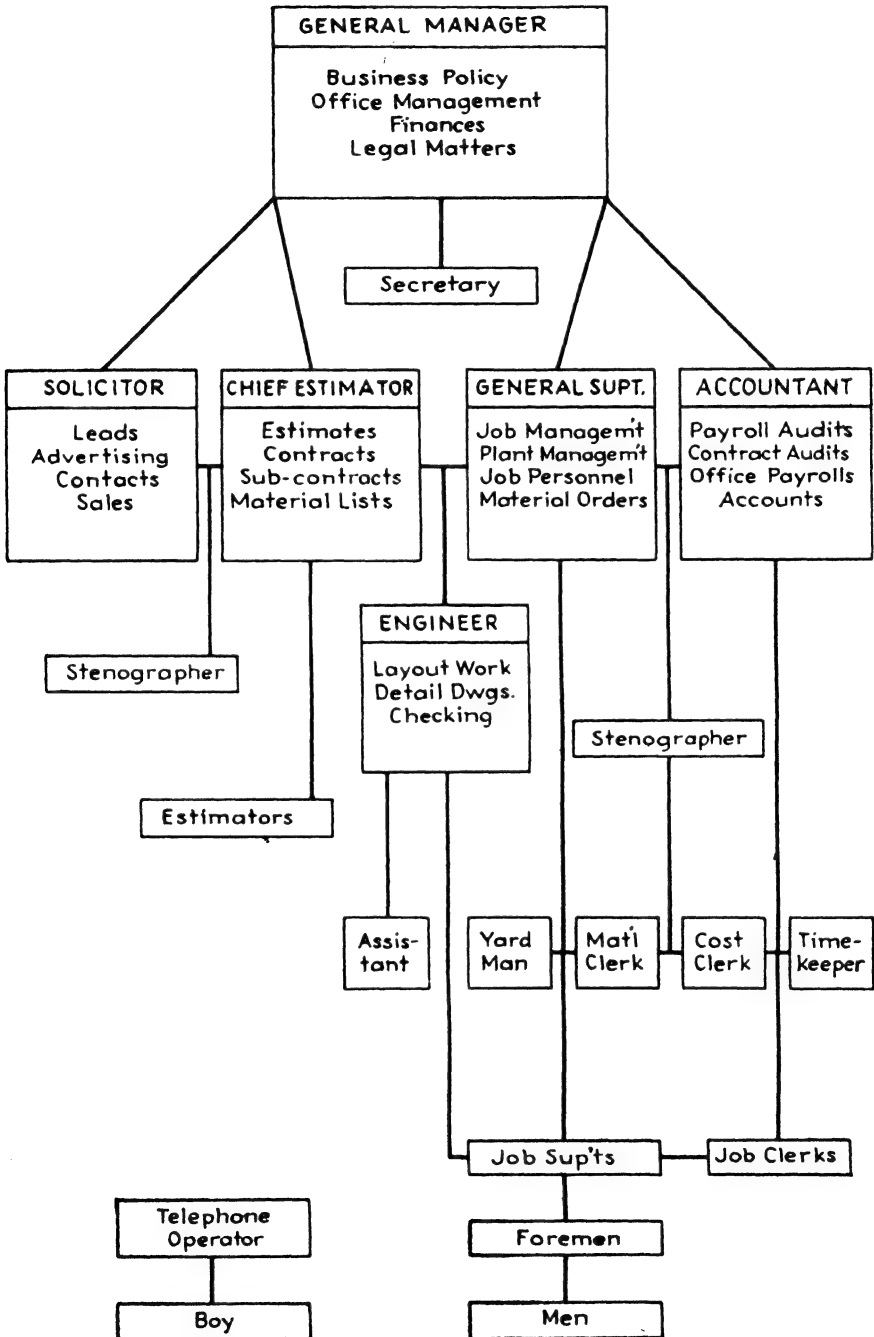 GENERAL MANAGER
Business Policy
Office Management
Finances
Legal Matters
Secretary
SOLICITOR
Leads
Advertising
Contacts
Sales
CHIEF ESTIMATOR
Estimates
Contracts
Sub-contracts
Material Lists
GENERAL SUPT.
Job Managem't
Plant Managem't
Job Personnel
Material Orders
ACCOUNTANT
Payroll Audits
Contract Audits
Office Payrolls
Accounts
ENGINEER
Layout Work
Detail Dwgs.
Checking
Stenographer
Stenographer
Estimators
Assis-
tant
Yard
Man
Mat'l
Clerk
Cost
Clerk
Time-
keeper
Job Sup'ts
Job Clerks
Telephone
Operator
Foremen
Boy
Men